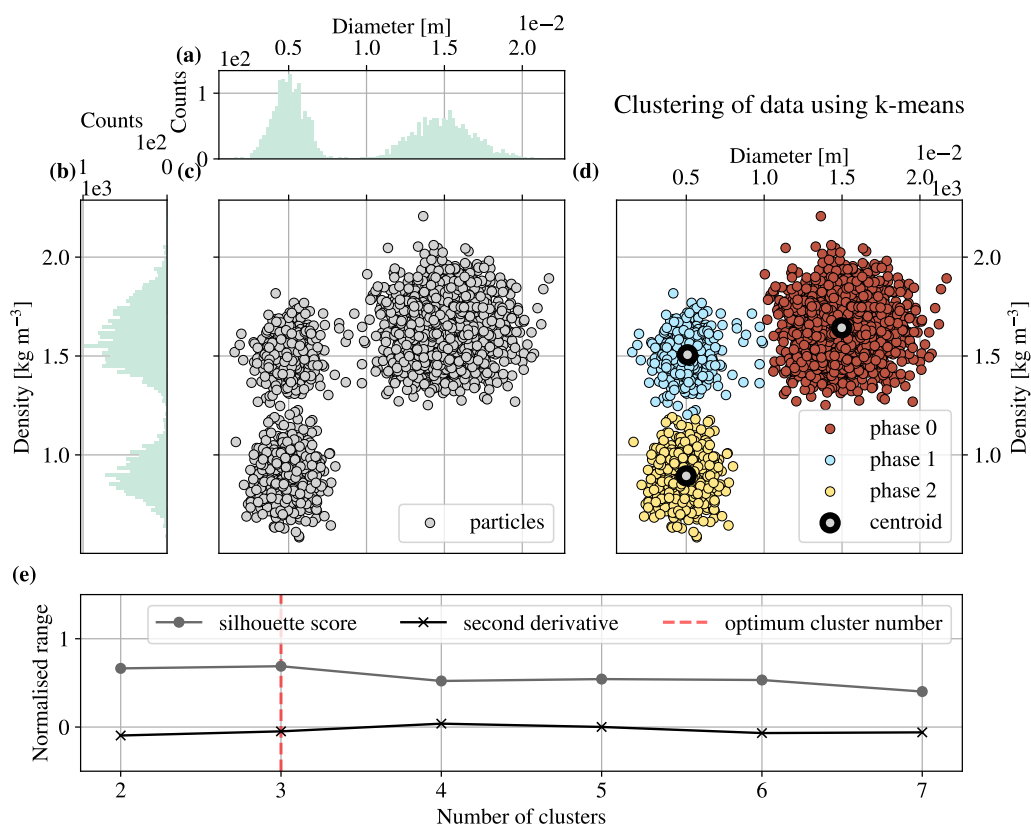 Diameter [m]
1e−2
(a)
0.5 1.0 1.5 2.0
1e2
Counts
1
0
Clustering of data using k-means
Counts
1e2
1 0
(b)
1e3
(c)
(d)
Diameter [m]
1e−2
0.5 1.0 1.5 2.0
1e3
Density [kg m⁻³]
2.0
1.5
1.0
particles
2.0
1.5
1.0
Density [kg m⁻³]
phase 0
phase 1
phase 2
centroid
(e)
Normalised range
1
0
silhouette score
second derivative
optimum cluster number
2 3 4 5 6 7
Number of clusters